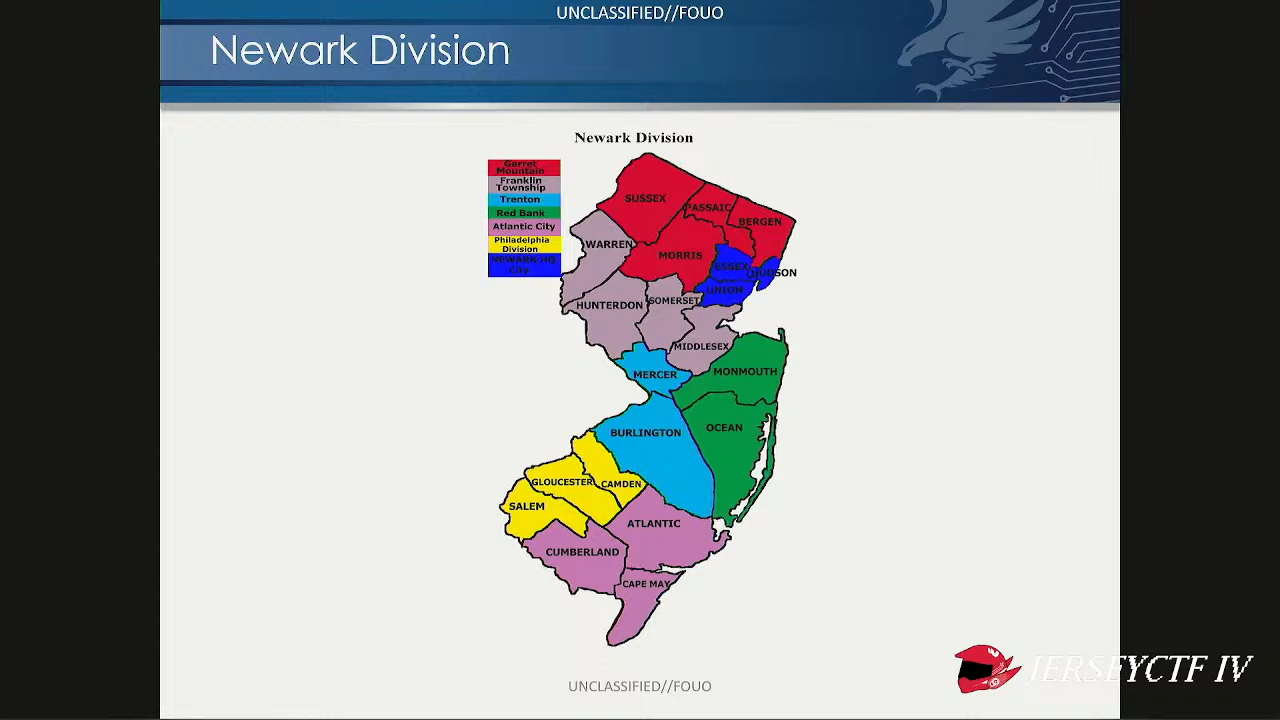 UNCLASSIFIED//FOUO
Newark Division
Newark Division
Garret
Mountain
Franklin
Township
Trenton
Red Bank
Atlantic City
Philadelphia
Division
NEWARK HQ
City
SUSSEX
PASSAIC
BERGEN
WARREN
MORRIS
ESSEX
HUDSON
UNION
HUNTERDON
SOMERSET
MIDDLESEX
MERCER
MONMOUTH
BURLINGTON
OCEAN
GLOUCESTER
CAMDEN
SALEM
ATLANTIC
CUMBERLAND
CAPE MAY
JERSEYCTF IV
UNCLASSIFIED//FOUO